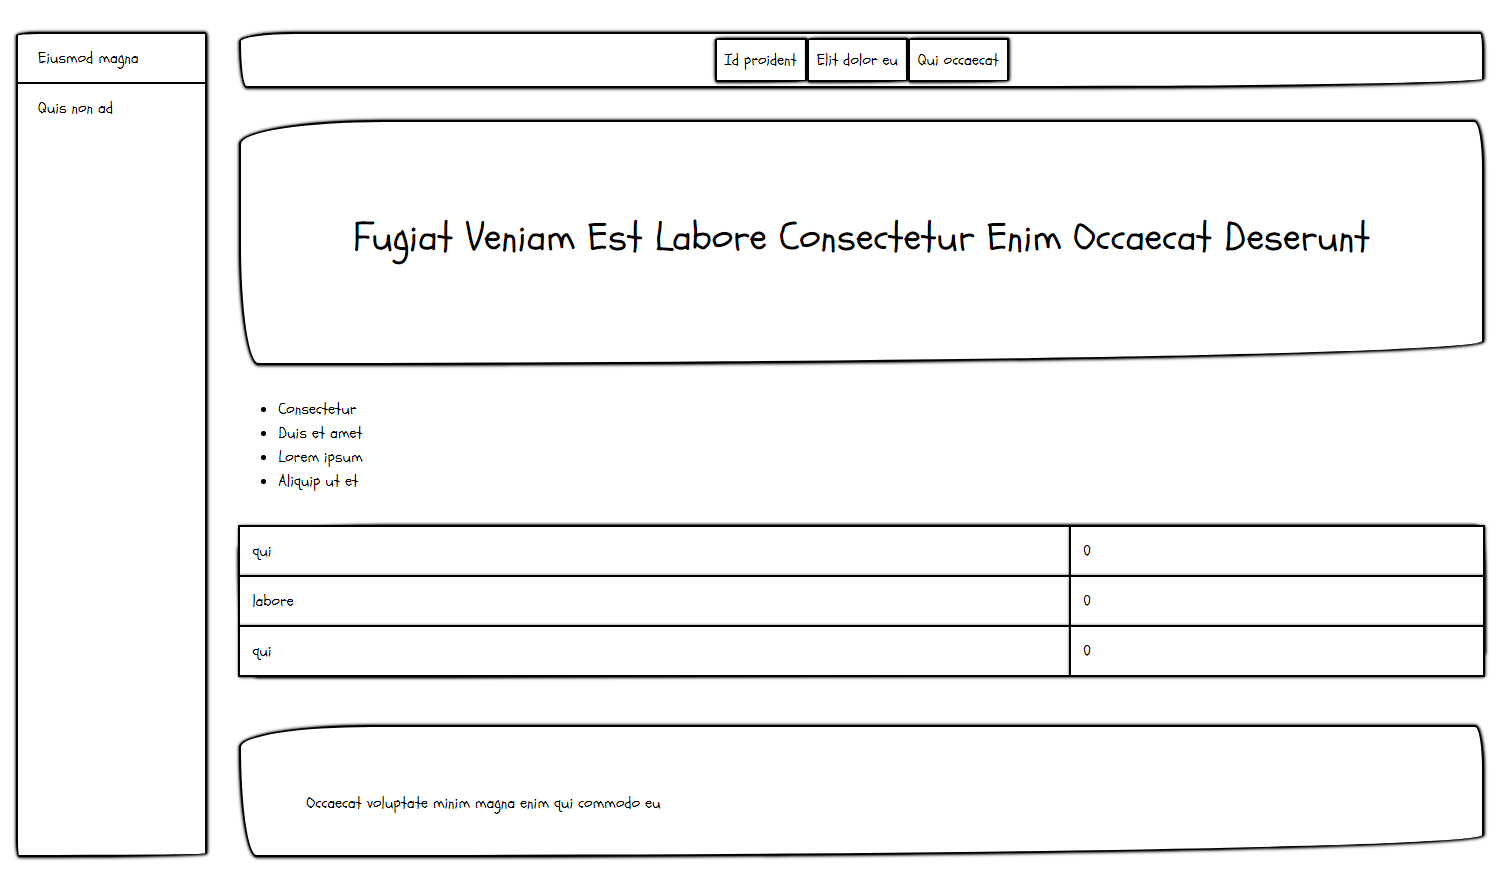 Eiusmod magna
Quis non ad
Id proident Elit dolor eu Qui occaecat
Fugiat Veniam Est Labore Consectetur Enim Occaecat Deserunt
Consectetur
Duis et amet
Lorem ipsum
Aliquip ut et
qui 0
labore 0
qui 0
Occaecat voluptate minim magna enim qui commodo eu